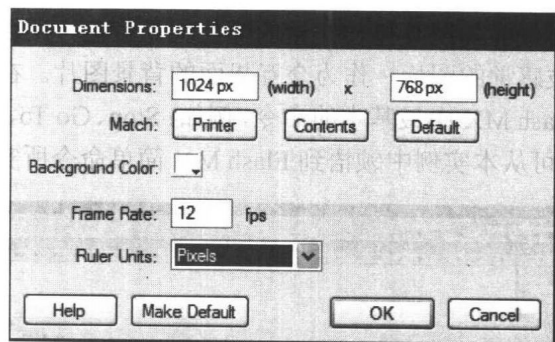 Document Properties
Dimensions: 1024 px (width) x 768 px (height)
Match: Printer Contents Default
Background Color:
Frame Rate: 12 fps
Ruler Units: Pixels
Help Make Default OK Cancel